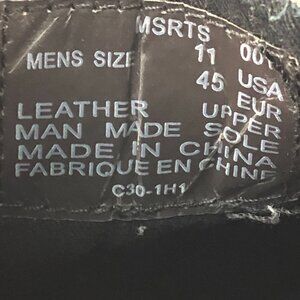 MSRTS 00
MENS SIZE 11 USA
45 EUR
LEATHER UPPER
MAN MADE SOLE
MADE IN CHINA
FABRIQUE EN CHINE
C30-1H1